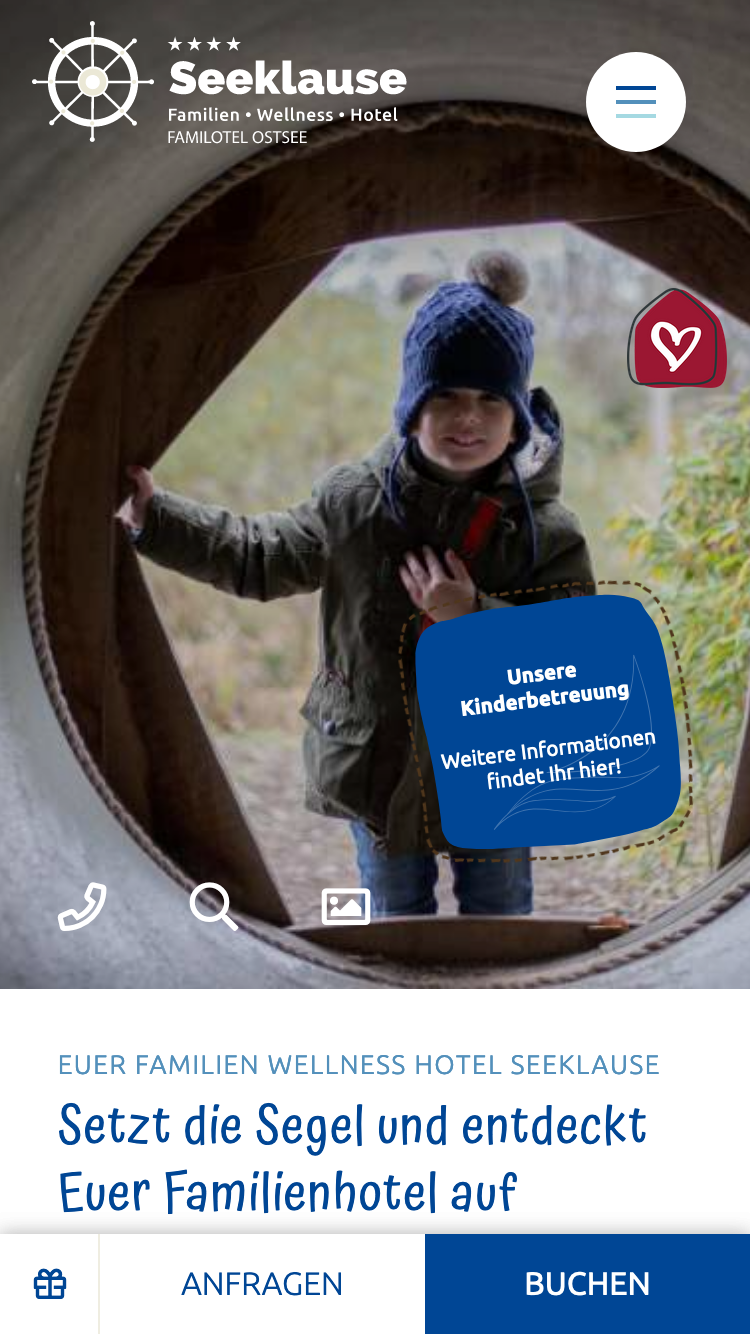 Seeklause
Familien • Wellness • Hotel
FAMILOTEL OSTSEE
Unsere
Kinderbetreuung
Weitere Informationen
findet Ihr hier!
EUER FAMILIEN WELLNESS HOTEL SEEKLAUSE
Setzt die Segel und entdeckt
Euer Familienhotel auf
ANFRAGEN
BUCHEN